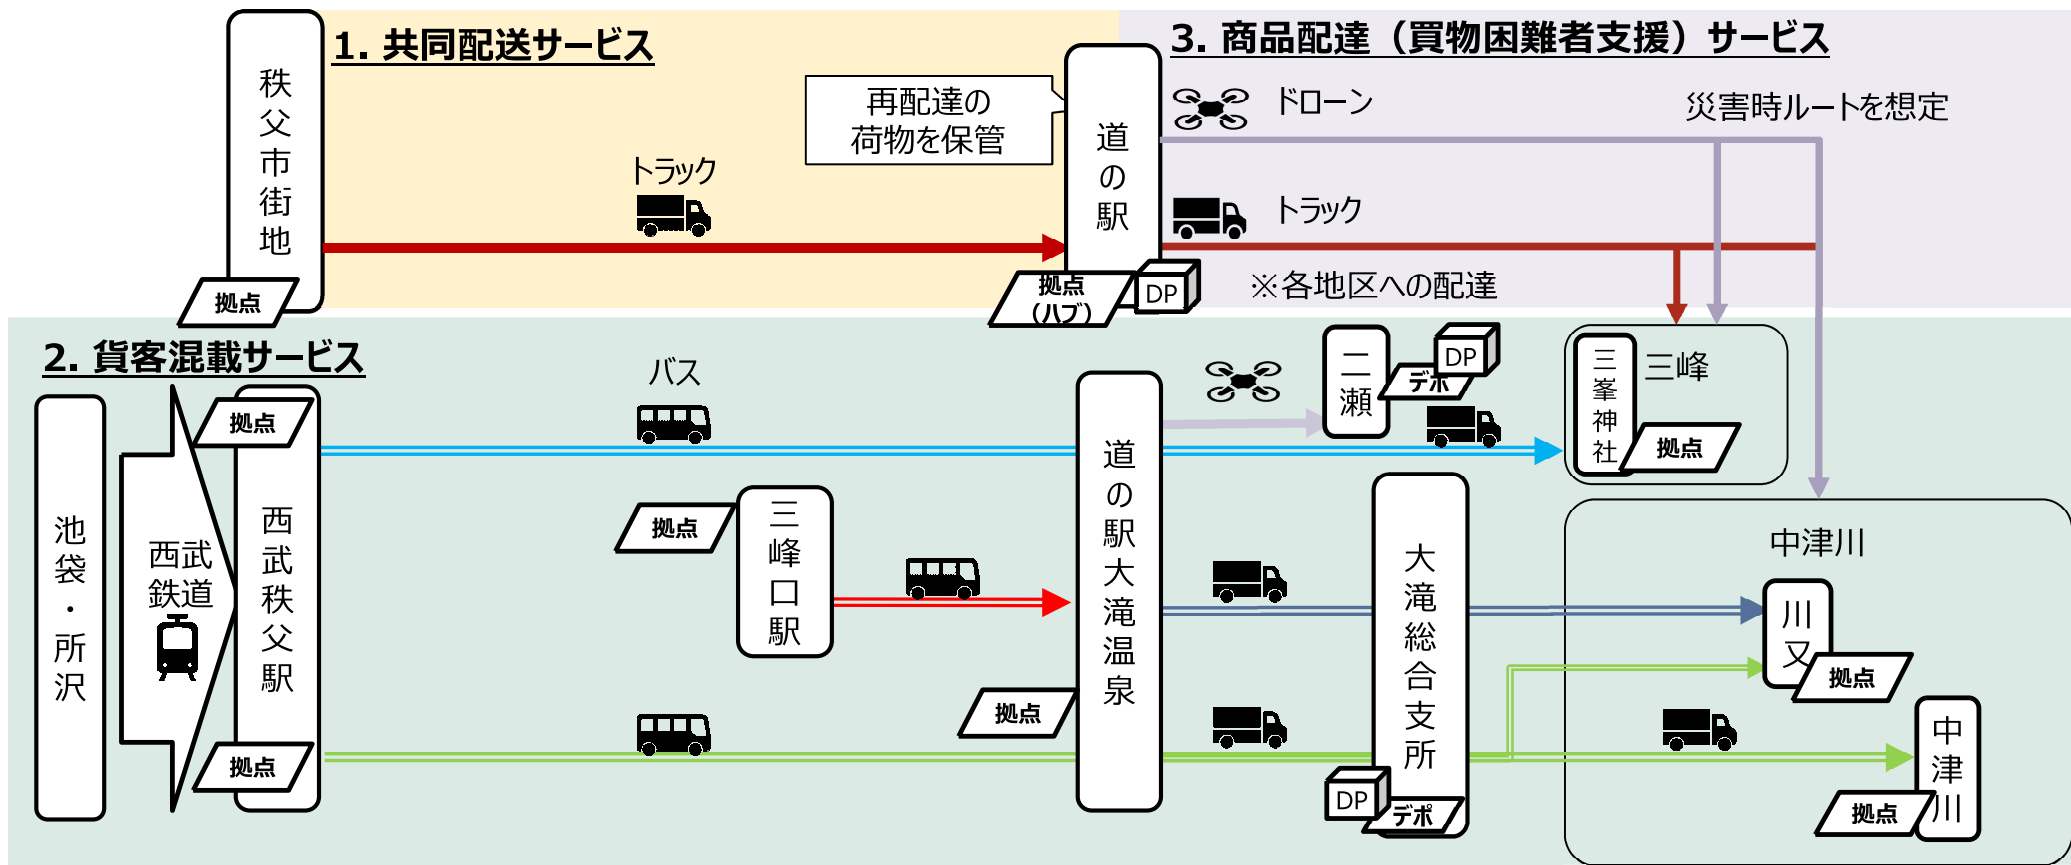 1. 共同配送サービス
秩父市街地
拠点
トラック
再配達の
荷物を保管
道の駅
拠点
(ハブ)
DP
3. 商品配達（買物困難者支援）サービス
ドローン
災害時ルートを想定
トラック
※各地区への配達
2. 貨客混載サービス
池袋・所沢
西武
鉄道
西武秩父駅
拠点
拠点
バス
拠点
三峰口駅
道の駅大滝温泉
拠点
二瀬
デポ
DP
三峯神社
三峰
拠点
大滝総合支所
DP
デポ
中津川
川又
拠点
中津川
拠点